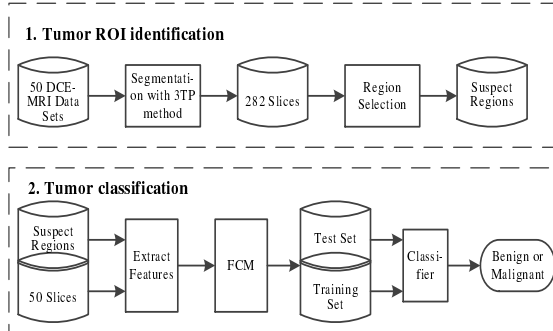 1. Tumor ROI identification
50 DCE-
MRI Data
Sets
Segmentati-
on with 3TP
method
282 Slices
Region
Selection
Suspect
Regions
2. Tumor classification
Suspect
Regions
50 Slices
Extract
Features
FCM
Test Set
Training
Set
Classi-
fier
Benign or
Malignant